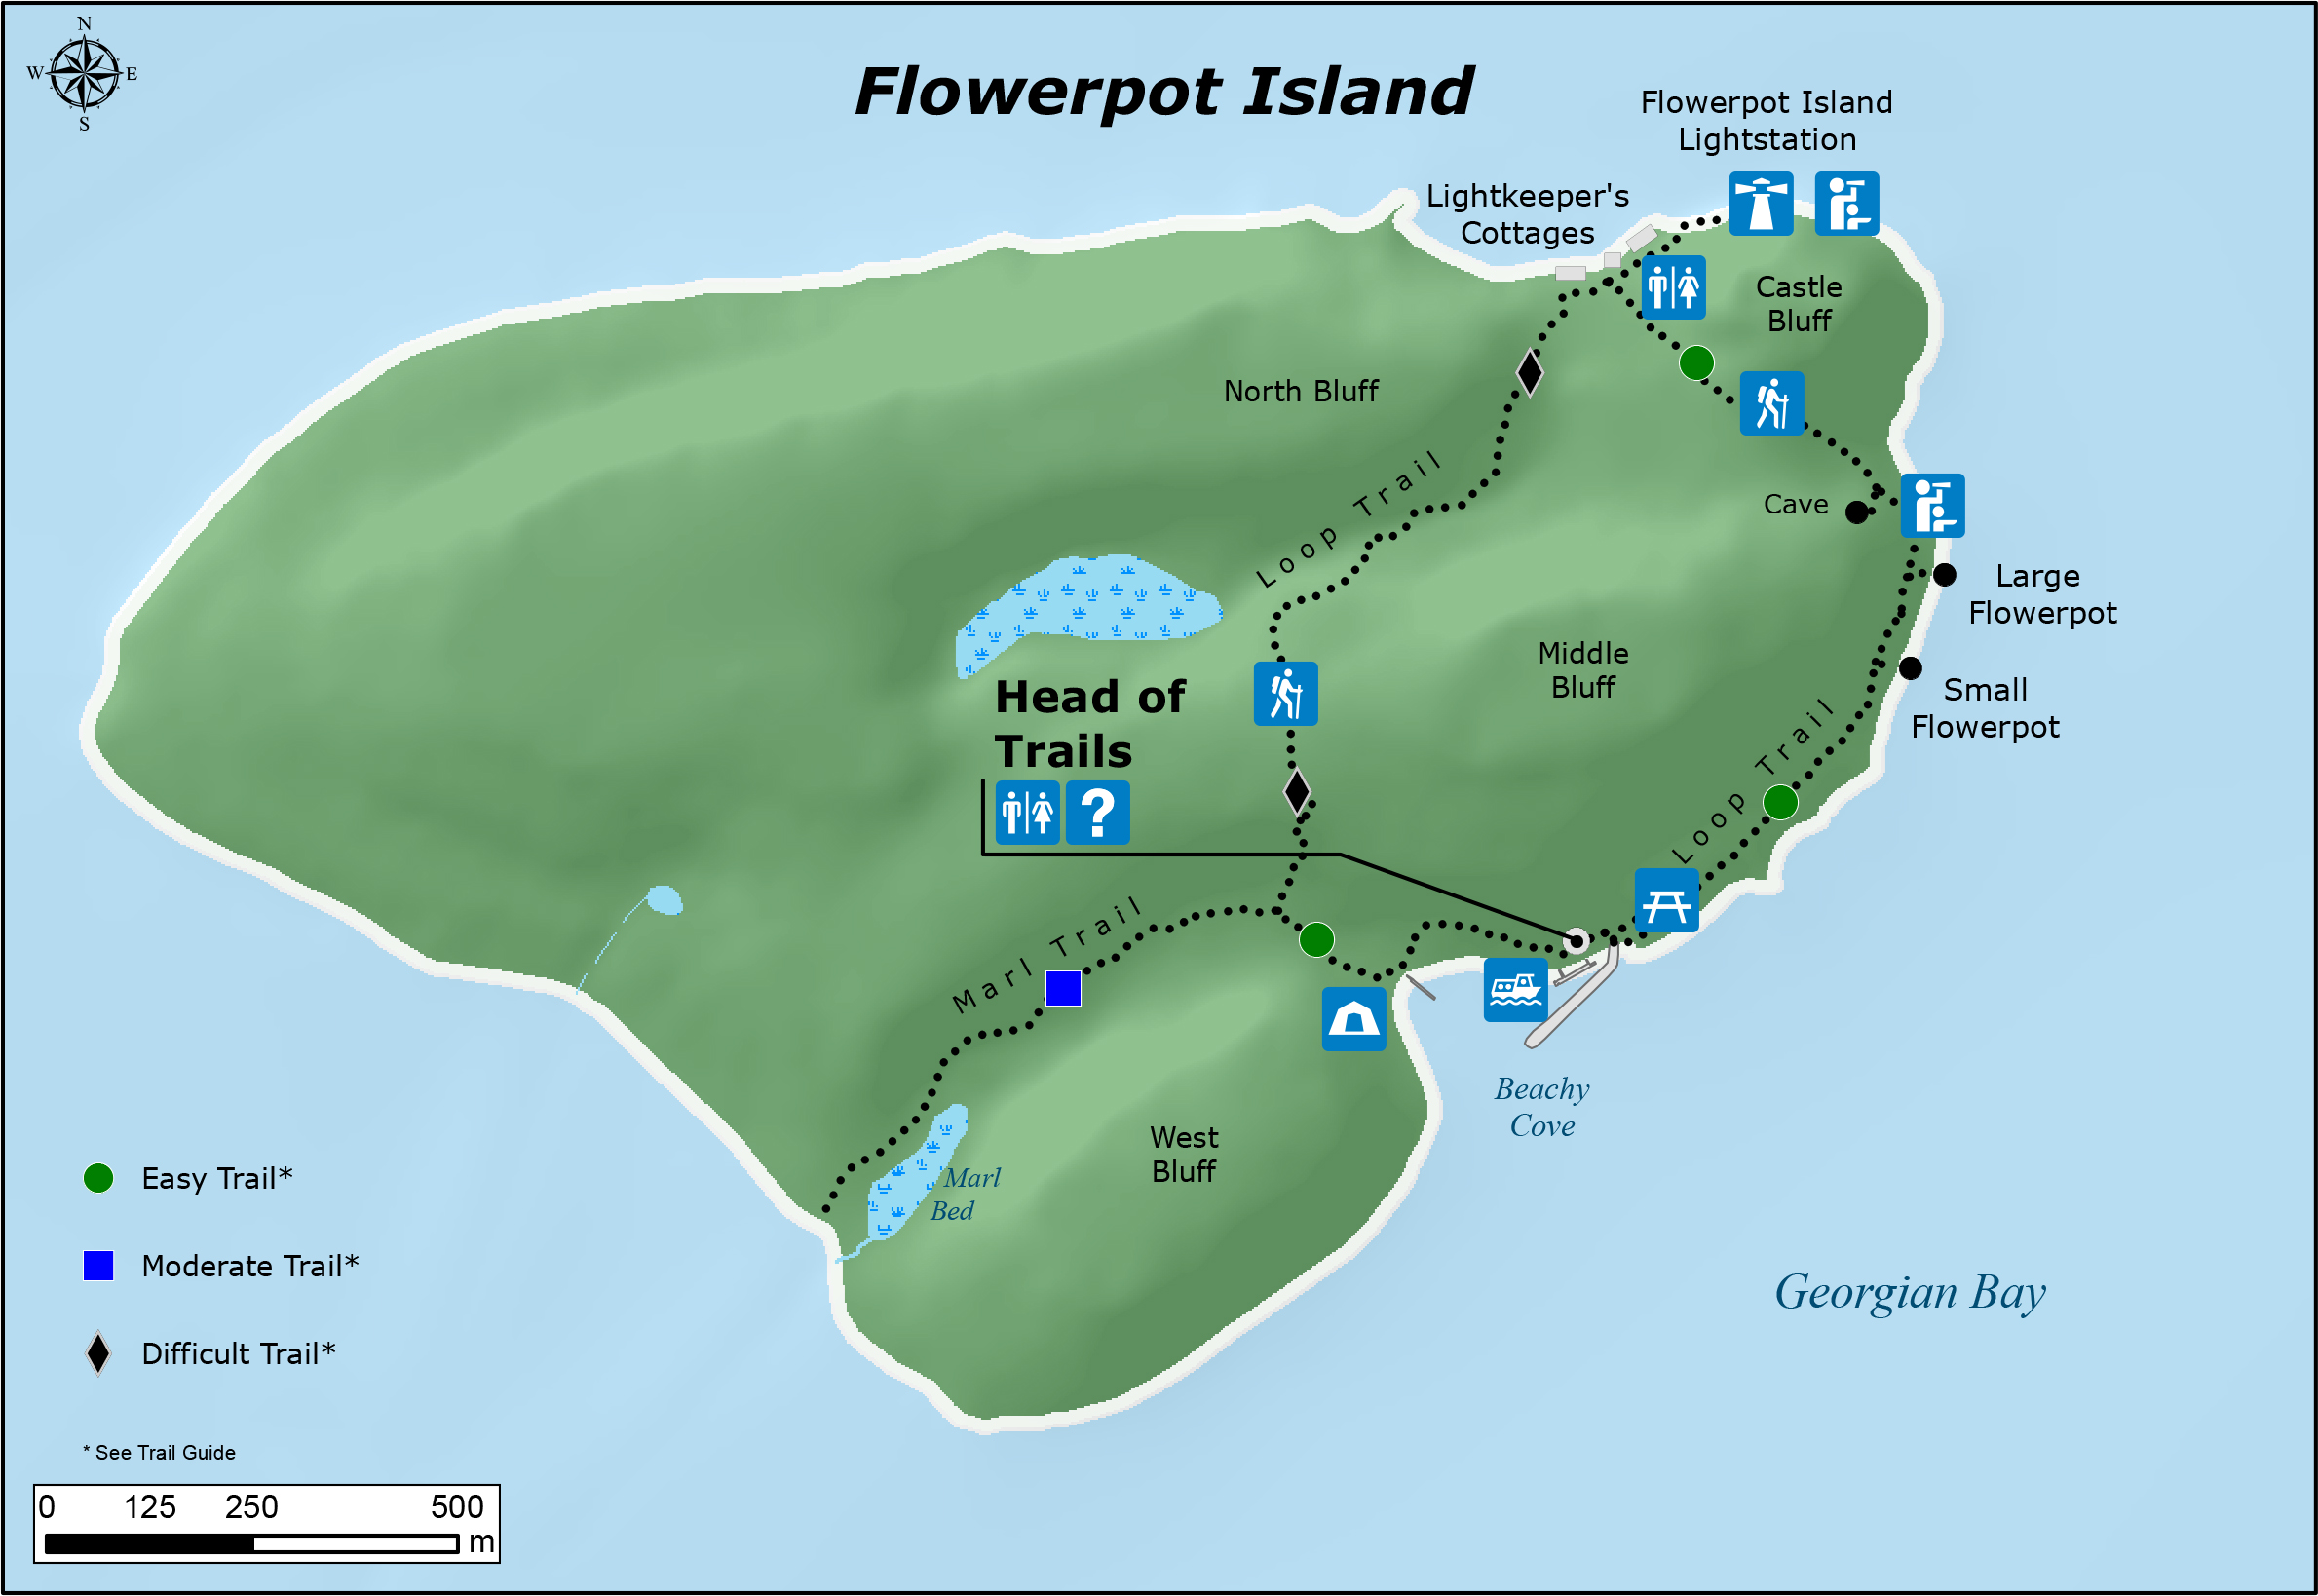 N
W
E
S
Flowerpot Island
Flowerpot Island
Lightstation
Lightkeeper's
Cottages
Castle
Bluff
North Bluff
Loop Trail
Cave
Large
Flowerpot
Middle
Bluff
Small
Flowerpot
Head of
Trails
?
Loop Trail
Marl Trail
Beachy
Cove
West
Bluff
Marl
Bed
Georgian Bay
Easy Trail*
Moderate Trail*
Difficult Trail*
* See Trail Guide
0 125 250 500
m